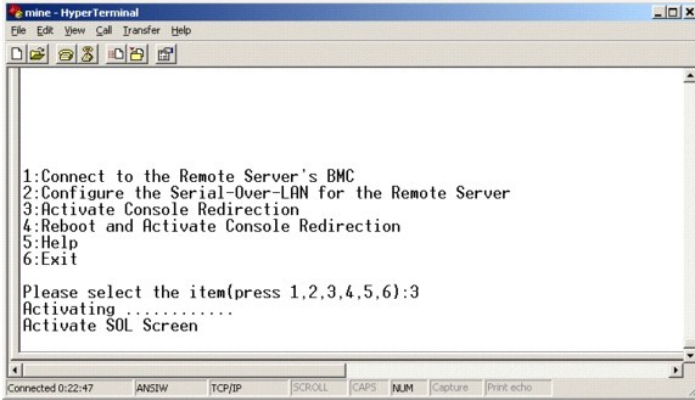 mine - HyperTerminal
File Edit View Call Transfer Help
1:Connect to the Remote Server's BMC
2:Configure the Serial-Over-LAN for the Remote Server
3:Activate Console Redirection
4:Reboot and Activate Console Redirection
5:Help
6:Exit
Please select the item(press 1,2,3,4,5,6):3
Activating ............
Activate SOL Screen
Connected 0:22:47 ANSIW TCP/IP SCROLL CAPS NUM Capture Print echo